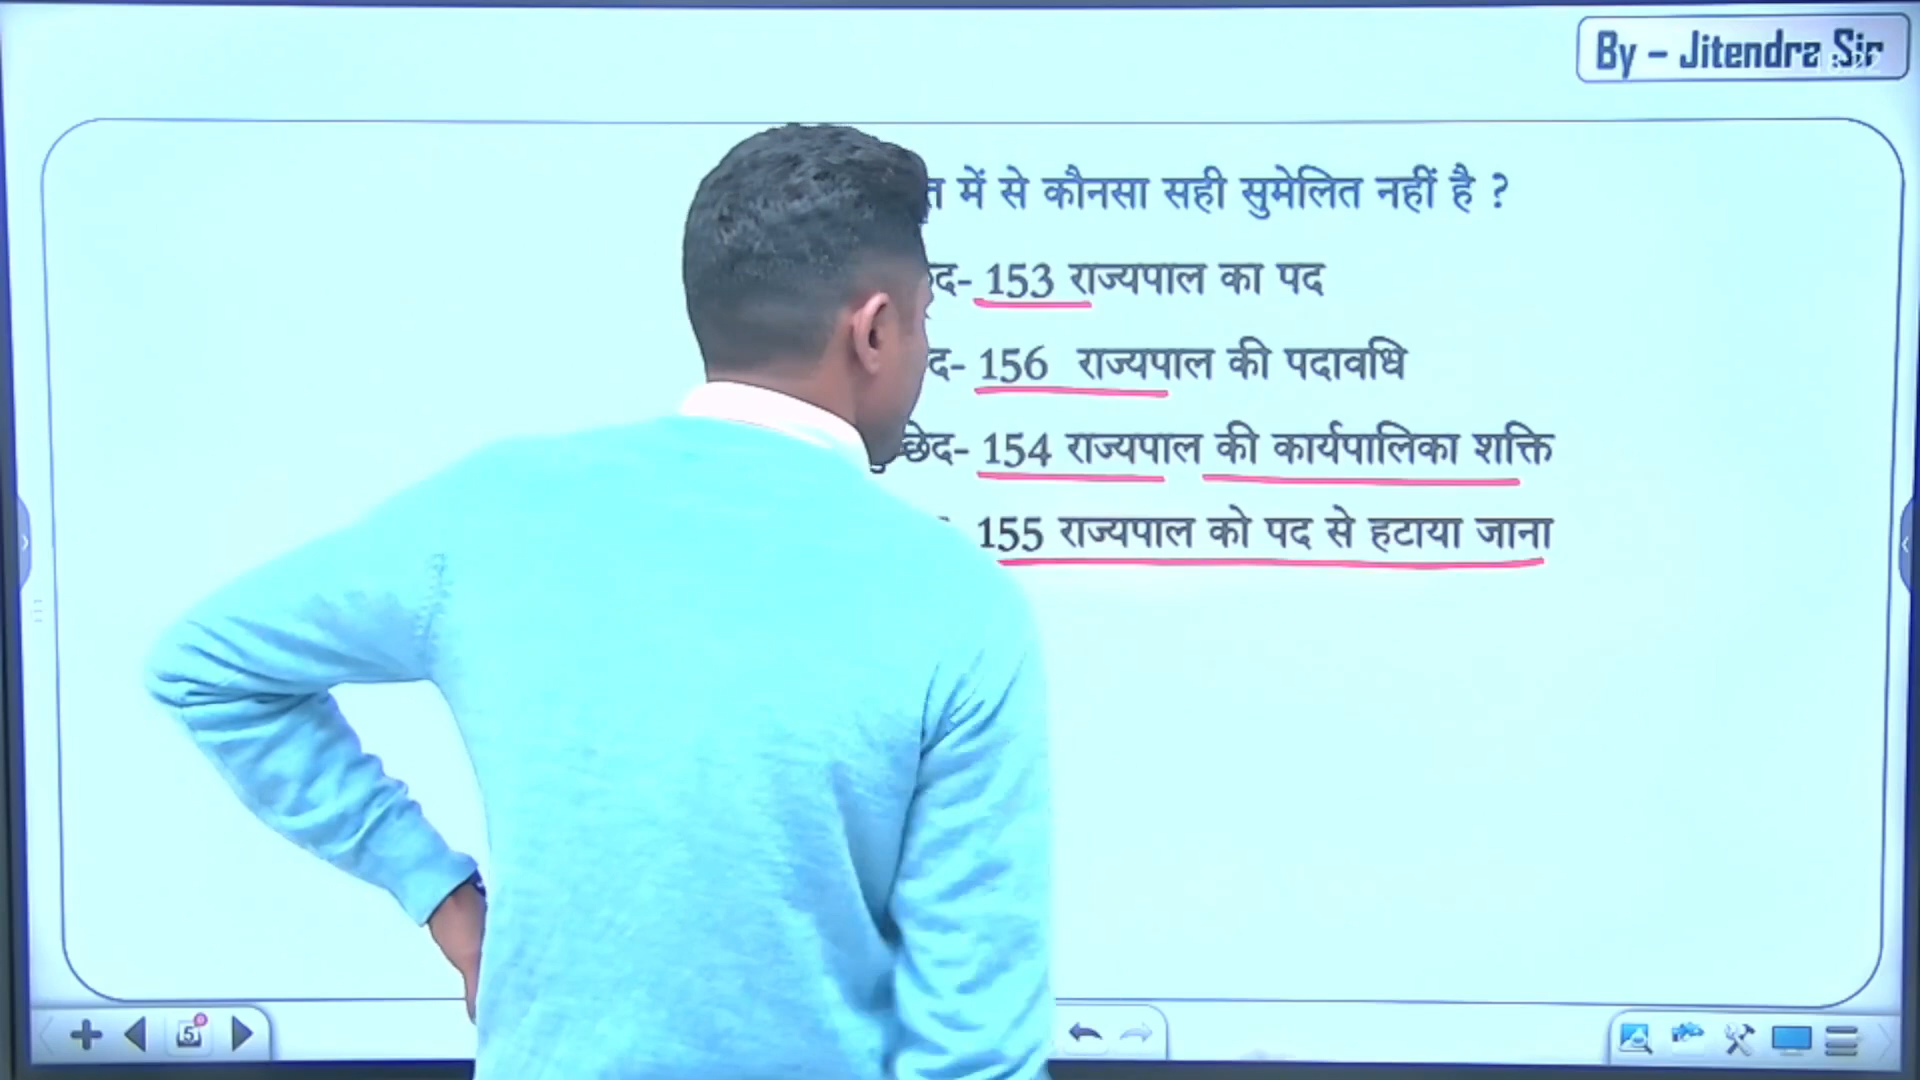 By – Jitendra Sir
में से कौनसा सही सुमेलित नहीं है ?
153 राज्यपाल का पद
156 राज्यपाल की पदावधि
154 राज्यपाल की कार्यपालिका शक्ति
155 राज्यपाल को पद से हटाया जाना
5